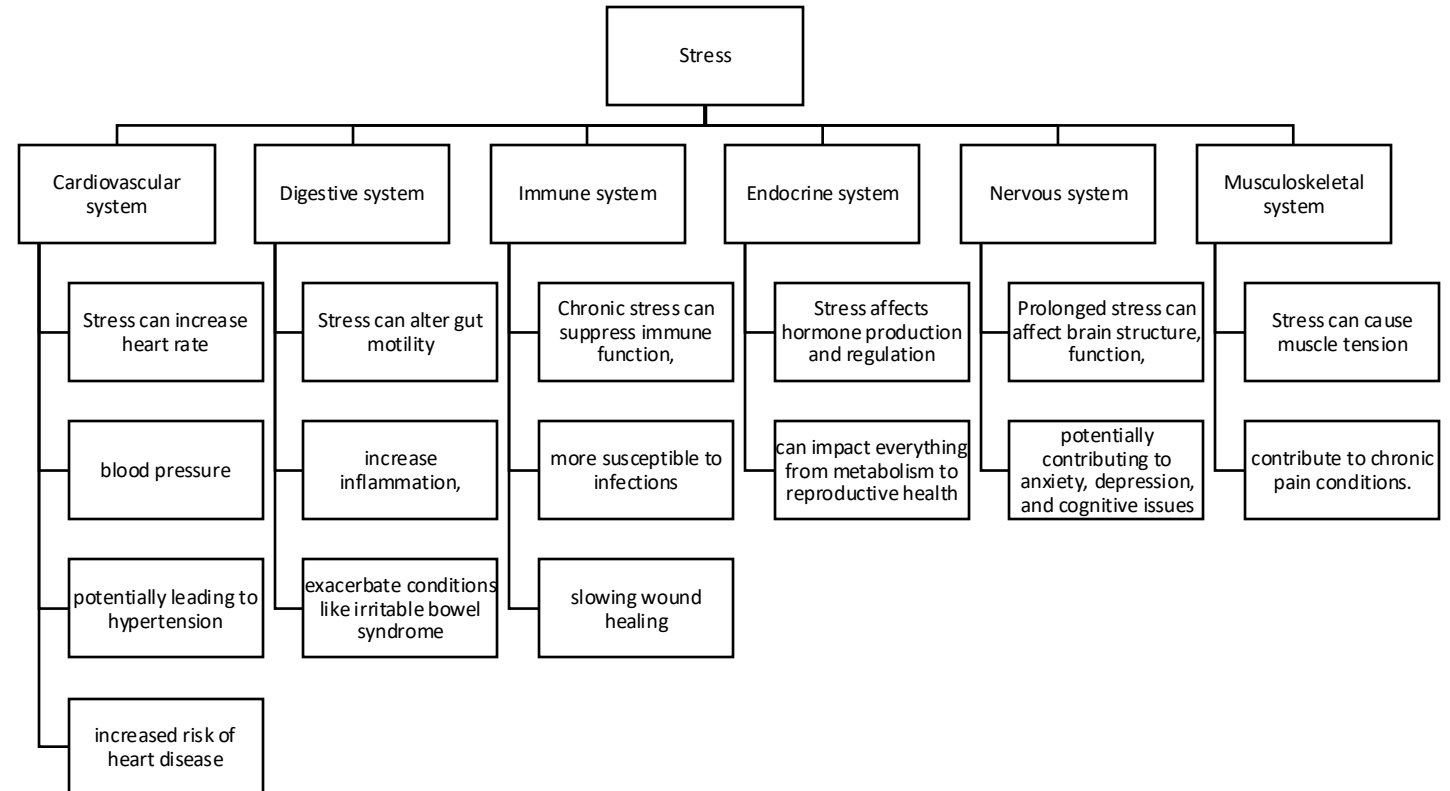 Stress
Cardiovascular
system
Digestive system
Immune system
Endocrine system
Nervous system
Musculoskeletal
system
Stress can increase
heart rate
blood pressure
potentially leading to
hypertension
increased risk of
heart disease
Stress can alter gut
motility
increase
inflammation,
exacerbate conditions
like irritable bowel
syndrome
Chronic stress can
suppress immune
function,
more susceptible to
infections
slowing wound
healing
Stress affects
hormone production
and regulation
can impact everything
from metabolism to
reproductive health
Prolonged stress can
affect brain structure,
function,
potentially
contributing to
anxiety, depression,
and cognitive issues
Stress can cause
muscle tension
contribute to chronic
pain conditions.